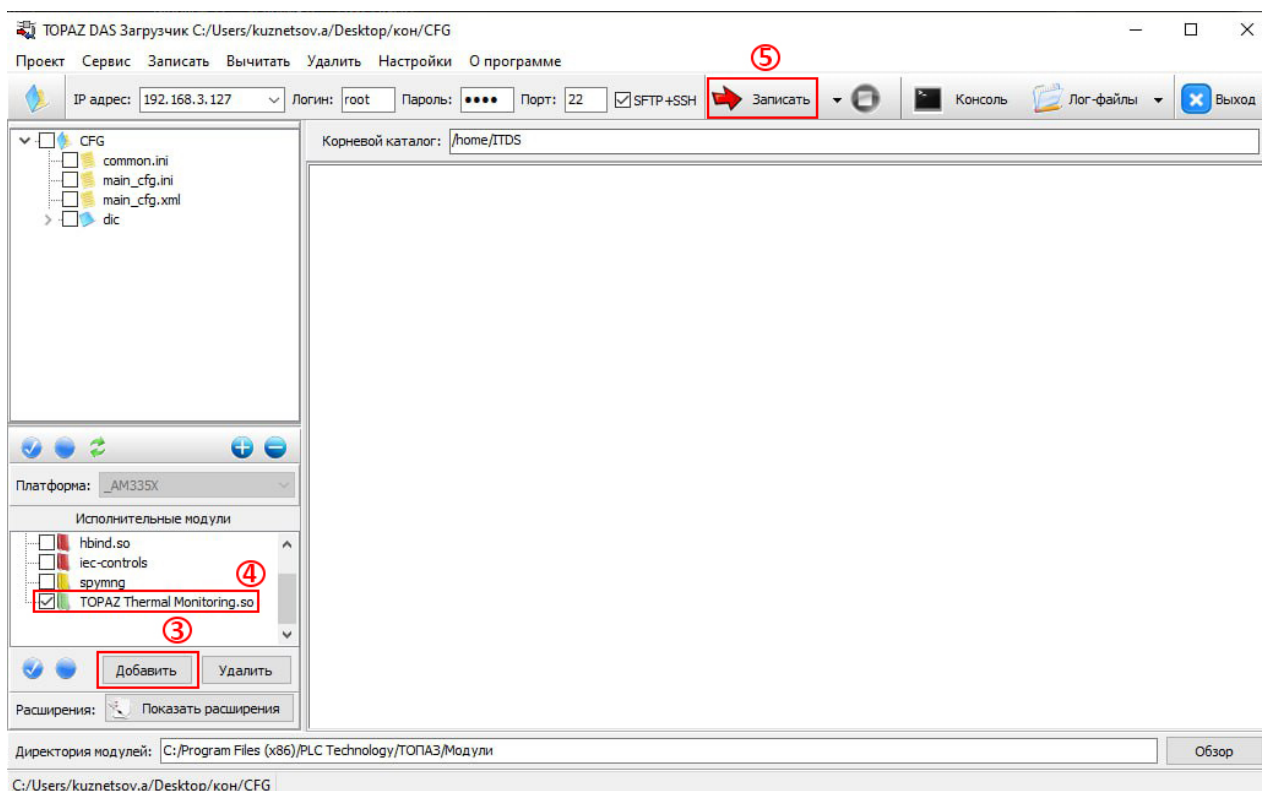 TOPAZ DAS Загрузчик C:/Users/kuznetsov.a/Desktop/кон/CFG
Проект Сервис Записать Вычитать Удалить Настройки О программе
⑤
IP адрес: 192.168.3.127 Логин: root Пароль: •••• Порт: 22 SFTP+SSH Записать Консоль Лог-файлы Выход
CFG
common.ini
main_cfg.ini
main_cfg.xml
dic
Корневой каталог: /home/ITDS
Платформа: _AM335X
Исполнительные модули
hbind.so
iec-controls
spymng
④
TOPAZ Thermal Monitoring.so
③
Добавить Удалить
Расширения: Показать расширения
Директория модулей: C:/Program Files (x86)/PLC Technology/ТОПАЗ/Модули Обзор
C:/Users/kuznetsov.a/Desktop/кон/CFG